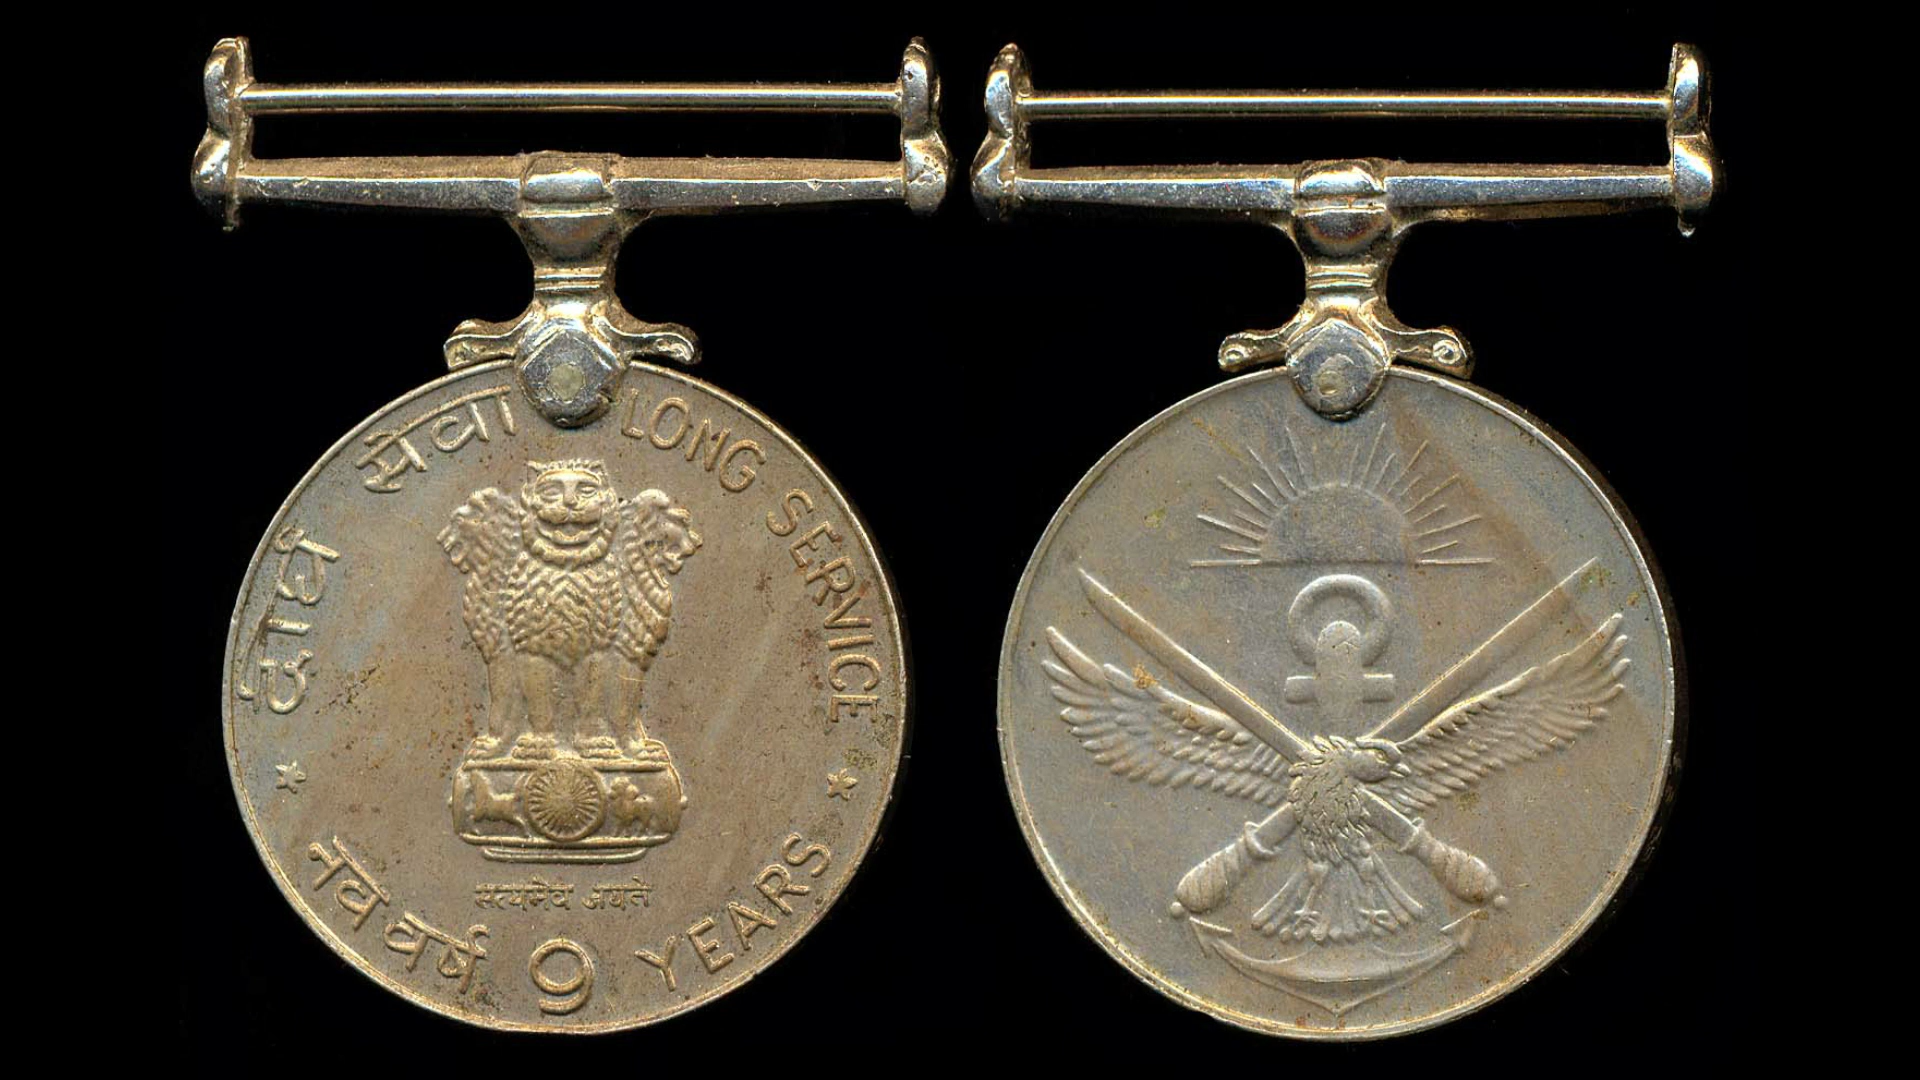 दीर्घ सेवा LONG SERVICE
सत्यमेव जयते
नव वर्ष 9 YEARS